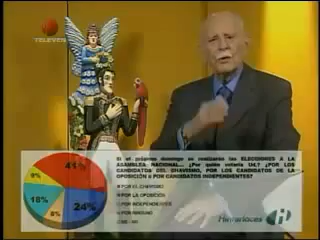 TELEVEN
Si el próximo domingo se realizaran las ELECCIONES A LA
ASAMBLEA NACIONAL... ¿Por quién votaría Ud.? ¿POR LOS
CANDIDATOS DEL CHAVISMO, POR LOS CANDIDATOS DE LA
OPOSICIÓN o POR CANDIDATOS INDEPENDIENTES?
41%
9%
18%
8%
24%
POR EL CHAVISMO
POR LA OPOSICIÓN
POR INDEPENDIENTES
POR NINGUNO
Hinterlaces